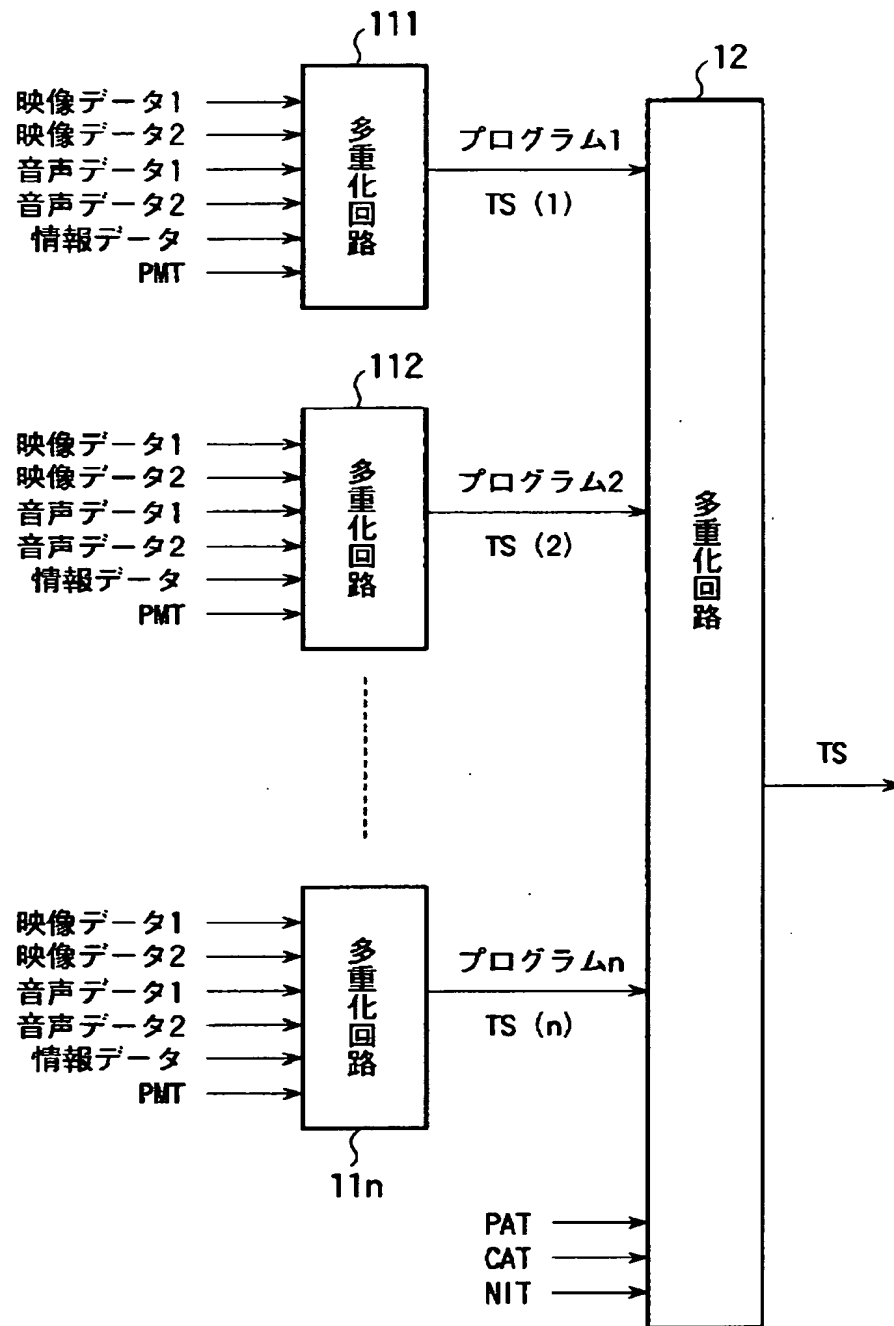 111
映像データ1
映像データ2
音声データ1
音声データ2
情報データ
PMT
多重化回路
プログラム1
TS (1)
12
112
映像データ1
映像データ2
音声データ1
音声データ2
情報データ
PMT
多重化回路
プログラム2
TS (2)
多重化回路
TS
映像データ1
映像データ2
音声データ1
音声データ2
情報データ
PMT
多重化回路
プログラムn
TS (n)
11n
PAT
CAT
NIT